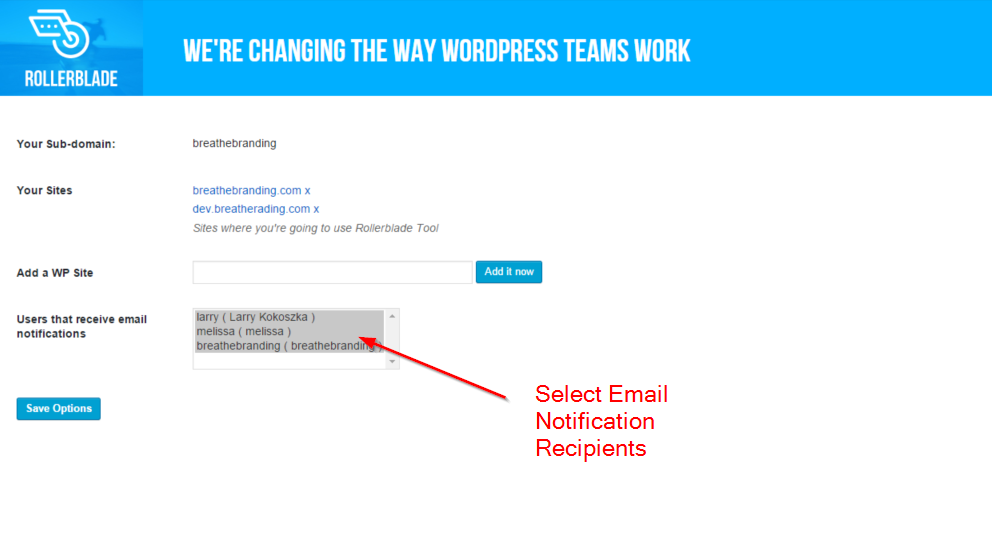 ROLLERBLADE
WE'RE CHANGING THE WAY WORDPRESS TEAMS WORK
Your Sub-domain:
breathebranding
Your Sites
breathebranding.com x
dev.breatherading.com x
Sites where you're going to use Rollerblade Tool
Add a WP Site
Add it now
Users that receive email
notifications
larry ( Larry Kokoszka )
melissa ( melissa )
breathebranding ( breathebranding )
Select Email
Notification
Recipients
Save Options